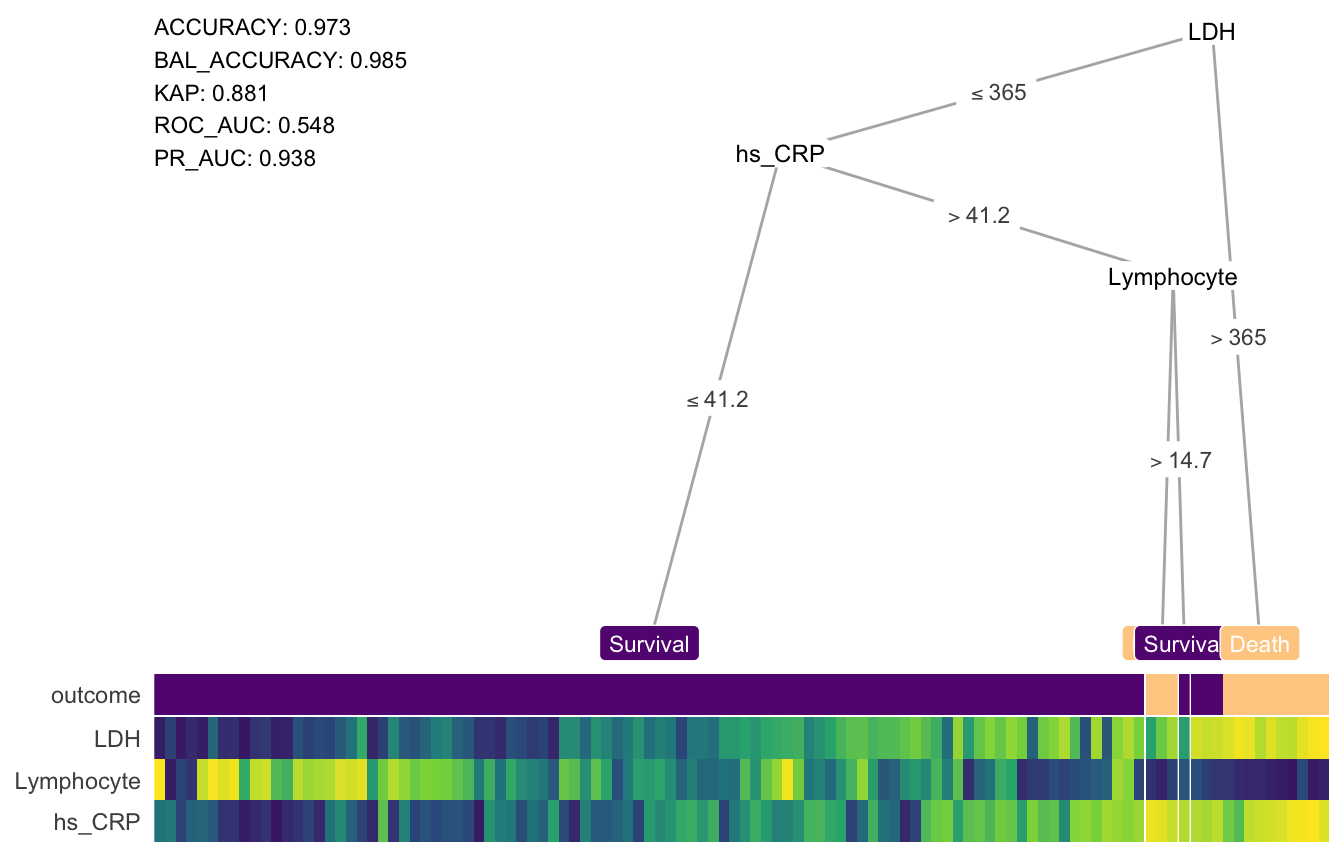 ACCURACY: 0.973
BAL_ACCURACY: 0.985
KAP: 0.881
ROC_AUC: 0.548
PR_AUC: 0.938
LDH
≤ 365
hs_CRP
> 41.2
Lymphocyte
> 365
≤ 41.2
> 14.7
Survival
Surviva
Death
outcome
LDH
Lymphocyte
hs_CRP